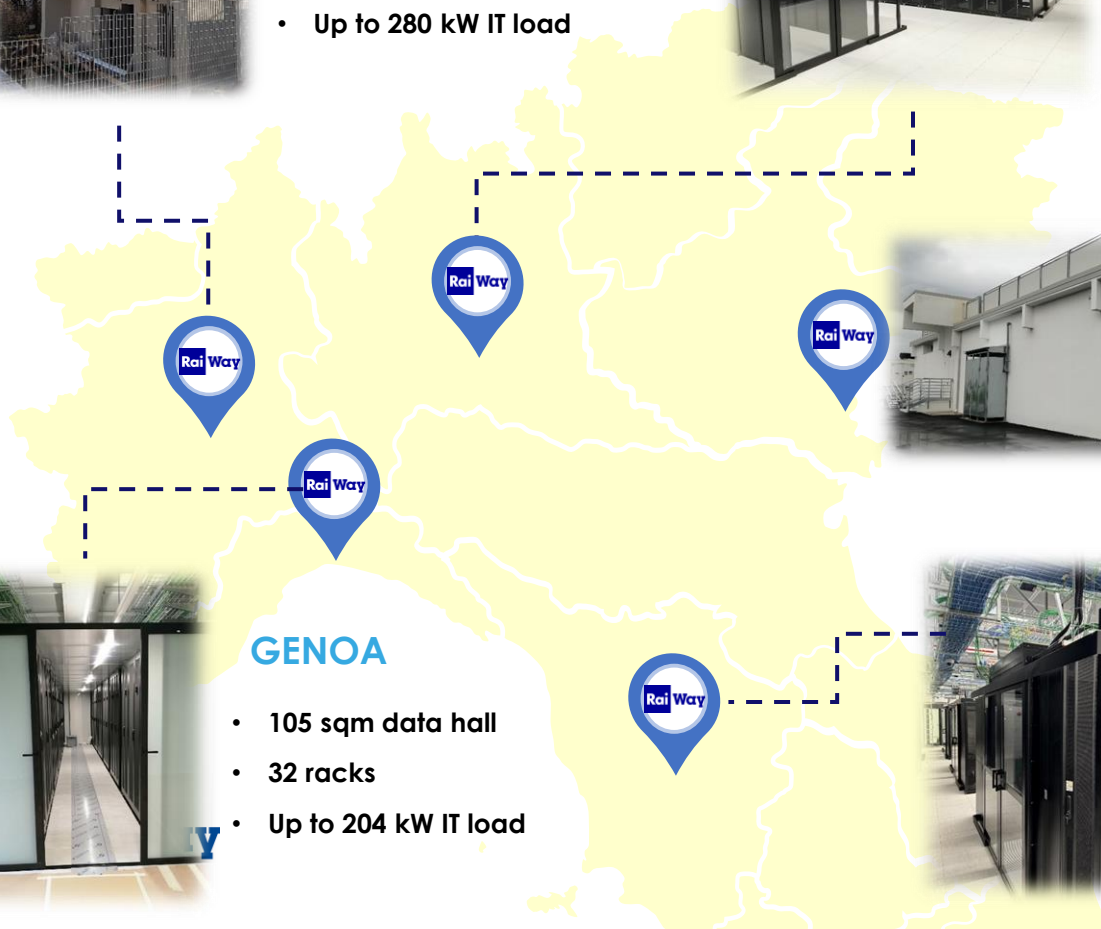 • Up to 280 kW IT load
Rai Way
Rai Way
Rai Way
Rai Way
GENOA
• 105 sqm data hall
Rai Way
• 32 racks
• Up to 204 kW IT load